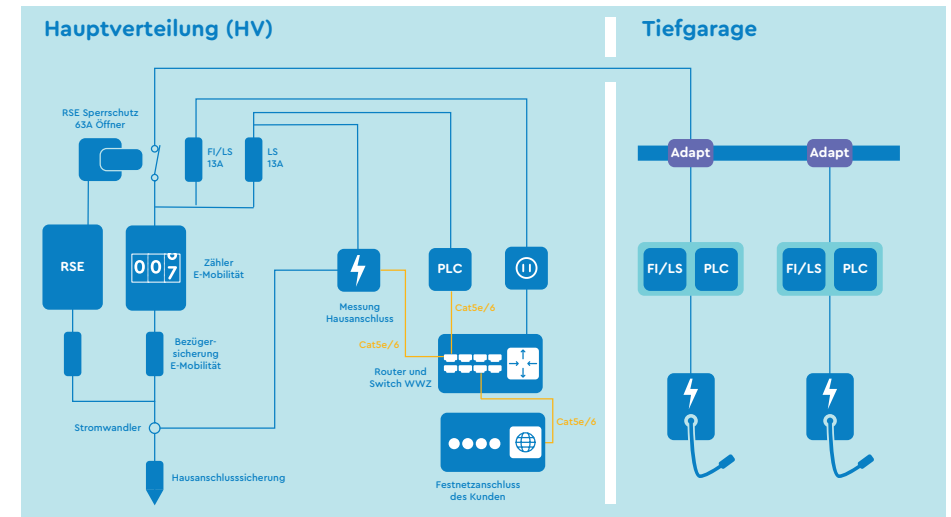 Hauptverteilung (HV)
Tiefgarage
RSE Sperrschutz
63A Öffner
FI/LS
13A
LS
13A
Adapt
Adapt
RSE
007
Zähler
E-Mobilität
PLC
FI/LS
PLC
FI/LS
PLC
Messung
Hausanschluss
Cat5e/6
Cat5e/6
Bezüger-
sicherung
E-Mobilität
Router und
Switch WWZ
Stromwandler
Cat5e/6
Hausanschlusssicherung
Festnetzanschluss
des Kunden